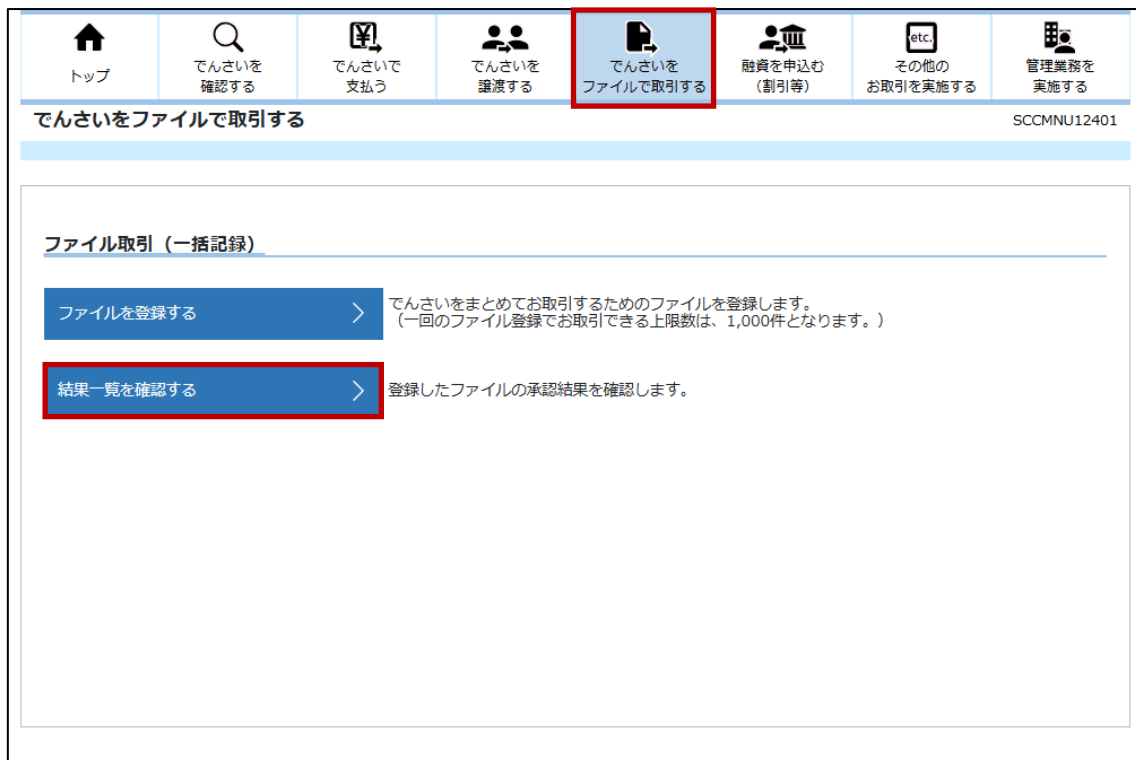 トップ
でんさいを
確認する
でんさいで
支払う
でんさいを
譲渡する
でんさいを
ファイルで取引する
融資を申込む
(割引等)
etc.
その他の
お取引を実施する
管理業務を
実施する
でんさいをファイルで取引する
SCCMNU12401
ファイル取引(一括記録)
ファイルを登録する
でんさいをまとめてお取引するためのファイルを登録します。
(一回のファイル登録でお取引できる上限数は、1,000件となります。)
結果一覧を確認する
登録したファイルの承認結果を確認します。